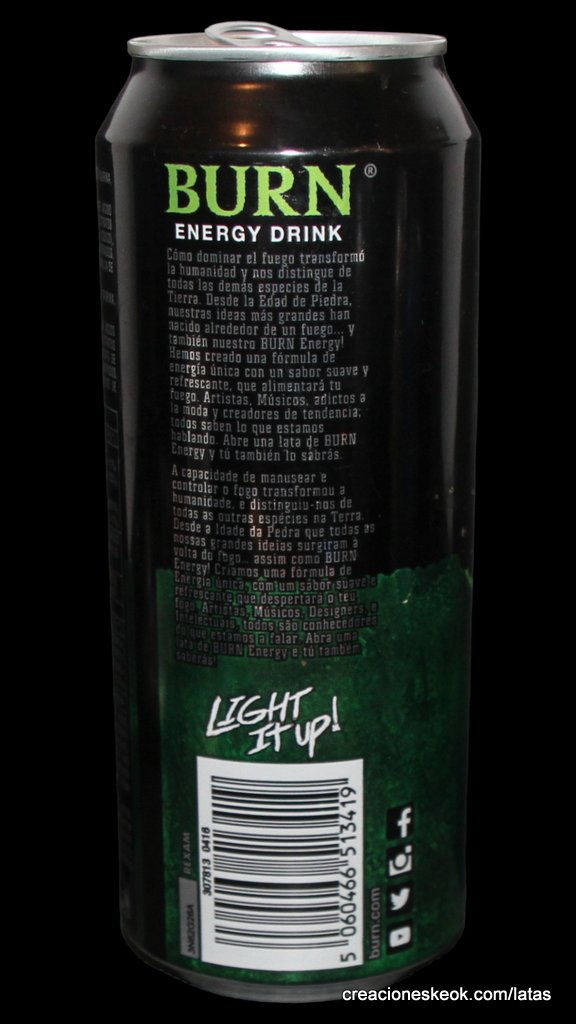 BURN®
ENERGY DRINK
Cómo dominar el fuego transformó
la humanidad y nos distingue de
todas las demás especies de la
Tierra. Desde la Edad de Piedra,
nuestras ideas más grandes han
nacido alrededor de un fuego... y
también nuestro BURN Energy!
Hemos creado una fórmula de
energía única con un sabor suave y
refrescante, que alimentará tu
fuego. Artistas, Músicos, adictos a
la moda y creadores de tendencia;
todos saben lo que estamos
hablando. Abre una lata de BURN
Energy y tú también lo sabrás.
A capacidade de manusear e
controlar o fogo transformou a
humanidade, e distinguiu-nos de
todas as outras espécies na Terra.
Desde a Idade da Pedra que todas as
nossas grandes ideias surgiram à
volta do fogo... assim como BURN
Energy! Criamos uma fórmula de
Energia única, com um sabor suave e
refrescante que despertará o teu
fogo. Artistas, Músicos, Designers, e
Intelectuais, todos são conhecedores
do que estamos a falar. Abra uma
lata de BURN Energy e tú também
saberás!
LIGHT
IT UP!
3N62G26A
REXAM
307813 0416
5 060466 513419
burn.com
creacioneskeok.com/latas